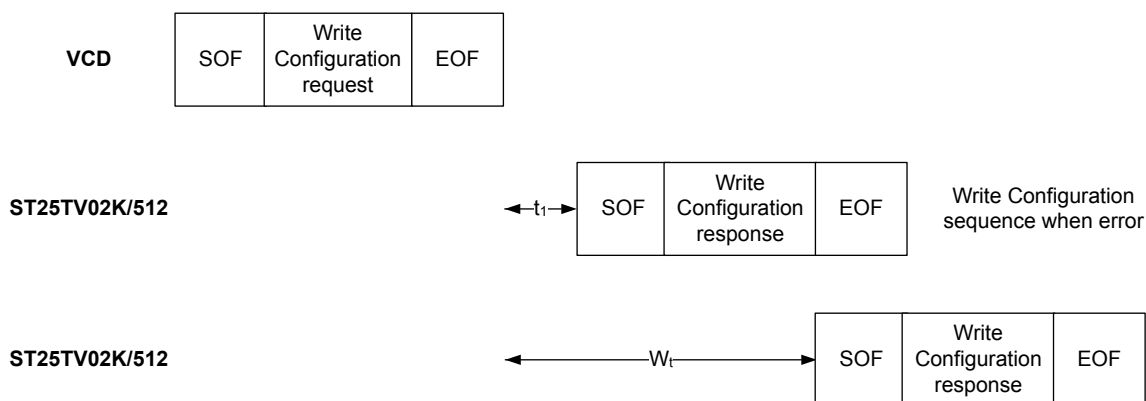 VCD
SOF
Write
Configuration
request
EOF
ST25TV02K/512
t₁
SOF
Write
Configuration
response
EOF
Write Configuration
sequence when error
ST25TV02K/512
Wₜ
SOF
Write
Configuration
response
EOF